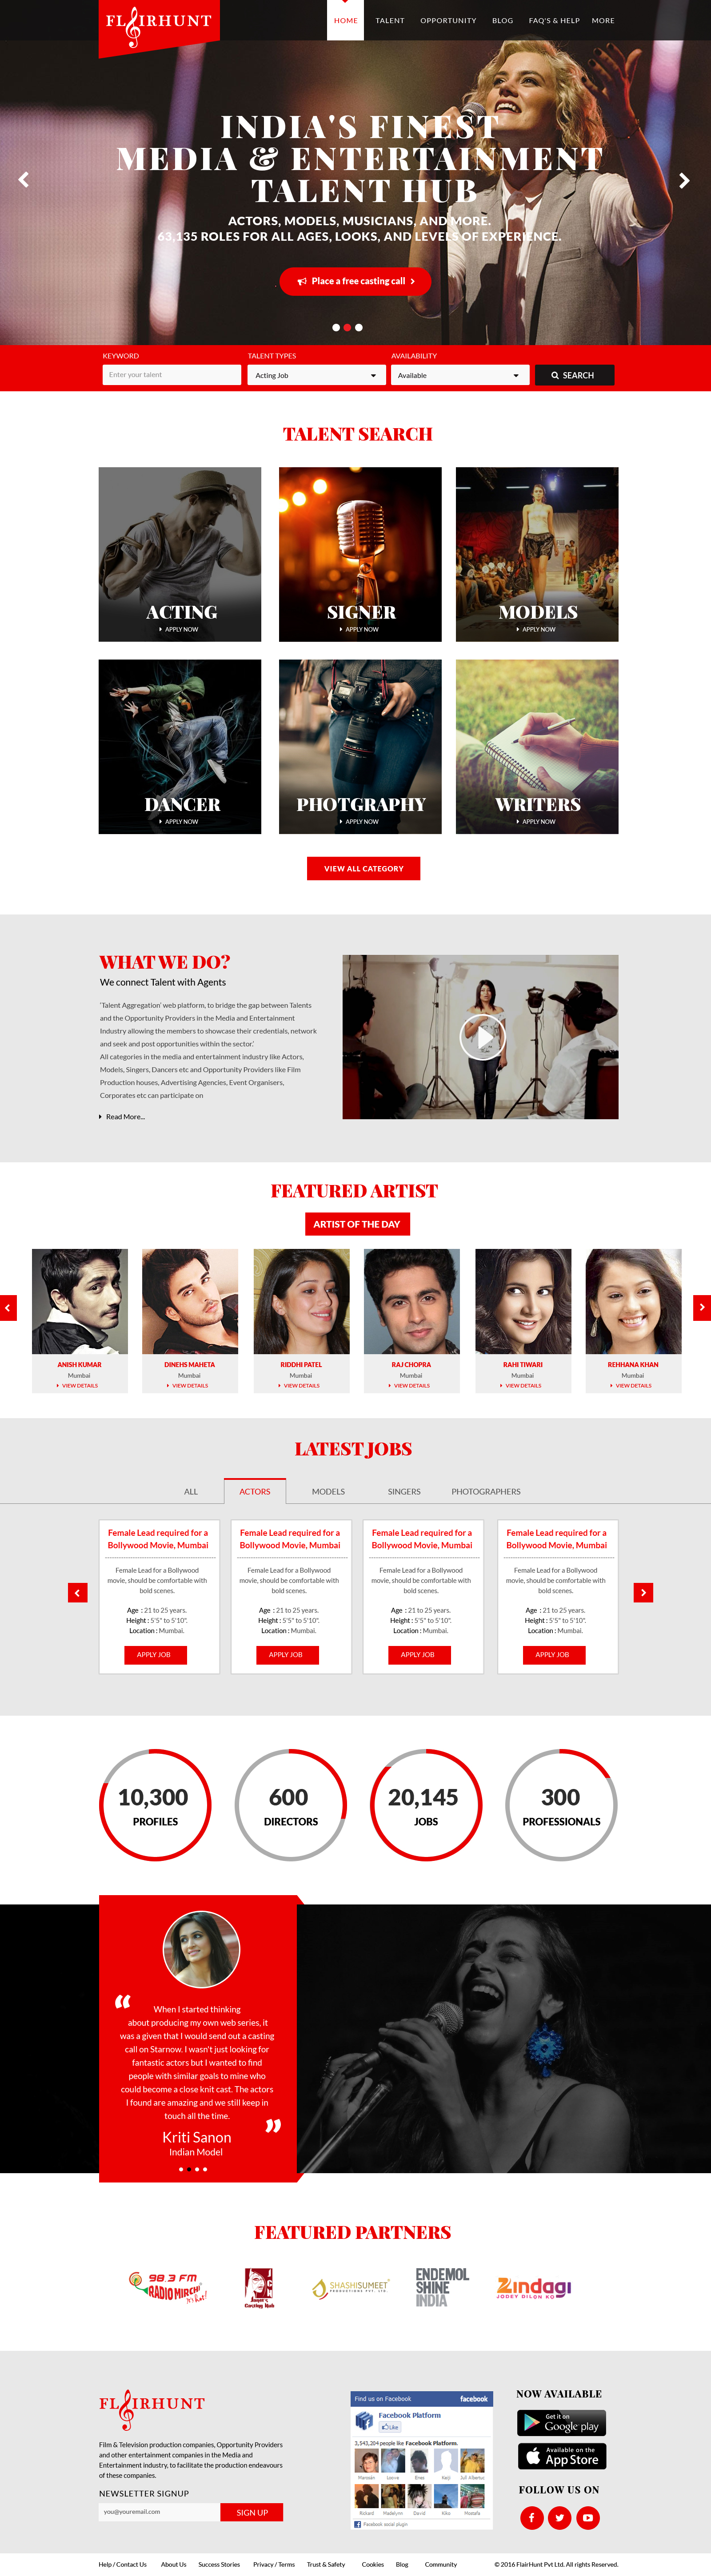 FLAIRHUNT
HOME TALENT OPPORTUNITY BLOG FAQ'S & HELP MORE
INDIA'S FINEST
MEDIA & ENTERTAINMENT
TALENT HUB
ACTORS, MODELS, MUSICIANS, AND MORE.
63,135 ROLES FOR ALL AGES, LOOKS, AND LEVELS OF EXPERIENCE.
Place a free casting call
KEYWORD TALENT TYPES AVAILABILITY
Enter your talent Acting Job Available SEARCH
TALENT SEARCH
ACTING SIGNER MODELS
APPLY NOW APPLY NOW APPLY NOW
DANCER PHOTGRAPHY WRITERS
APPLY NOW APPLY NOW APPLY NOW
VIEW ALL CATEGORY
WHAT WE DO?
We connect Talent with Agents
'Talent Aggregation' web platform, to bridge the gap between Talents
and the Opportunity Providers in the Media and Entertainment
Industry allowing the members to showcase their credentials, network
and seek and post opportunities within the sector.'
All categories in the media and entertainment industry like Actors,
Models, Singers, Dancers etc and Opportunity Providers like Film
Production houses, Advertising Agencies, Event Organisers,
Corporates etc can participate on
Read More...
FEATURED ARTIST
ARTIST OF THE DAY
ANISH KUMAR DINEHS MAHETA RIDDHI PATEL RAJ CHOPRA RAHI TIWARI REHHANA KHAN
Mumbai Mumbai Mumbai Mumbai Mumbai Mumbai
VIEW DETAILS VIEW DETAILS VIEW DETAILS VIEW DETAILS VIEW DETAILS VIEW DETAILS
LATEST JOBS
ALL ACTORS MODELS SINGERS PHOTOGRAPHERS
Female Lead required for a
Bollywood Movie, Mumbai
Female Lead for a Bollywood
movie, should be comfortable with
bold scenes.
Age : 21 to 25 years.
Height : 5'5" to 5'10".
Location : Mumbai.
APPLY JOB
Female Lead required for a
Bollywood Movie, Mumbai
Female Lead for a Bollywood
movie, should be comfortable with
bold scenes.
Age : 21 to 25 years.
Height : 5'5" to 5'10".
Location : Mumbai.
APPLY JOB
Female Lead required for a
Bollywood Movie, Mumbai
Female Lead for a Bollywood
movie, should be comfortable with
bold scenes.
Age : 21 to 25 years.
Height : 5'5" to 5'10".
Location : Mumbai.
APPLY JOB
Female Lead required for a
Bollywood Movie, Mumbai
Female Lead for a Bollywood
movie, should be comfortable with
bold scenes.
Age : 21 to 25 years.
Height : 5'5" to 5'10".
Location : Mumbai.
APPLY JOB
10,300 600 20,145 300
PROFILES DIRECTORS JOBS PROFESSIONALS
“ When I started thinking
about producing my own web series, it
was a given that I would send out a casting
call on Starnow. I wasn't just looking for
fantastic actors but I wanted to find
people with similar goals to mine who
could become a close knit cast. The actors
I found are amazing and we still keep in
touch all the time. ”
Kriti Sanon
Indian Model
FEATURED PARTNERS
98.3 FM
RADIO MIRCHI
it's hot!
Casting Hub
SHASHISUMEET
PRODUCTIONS PVT. LTD.
ENDEMOL
SHINE
INDIA
Zindagi
JODEY DILON KO
FLAIRHUNT
Film & Television production companies, Opportunity Providers
and other entertainment companies in the Media and
Entertainment industry, to facilitate the production endeavours
of these companies.
NEWSLETTER SIGNUP
you@youremail.com SIGN UP
Find us on Facebook facebook
Facebook Platform
Like
3,543,204 people like Facebook Platform.
Facebook social plugin
NOW AVAILABLE
Get it on
Google play
Available on the
App Store
FOLLOW US ON
Help / Contact Us About Us Success Stories Privacy / Terms Trust & Safety Cookies Blog Community © 2016 FlairHunt Pvt Ltd. All rights Reserved.